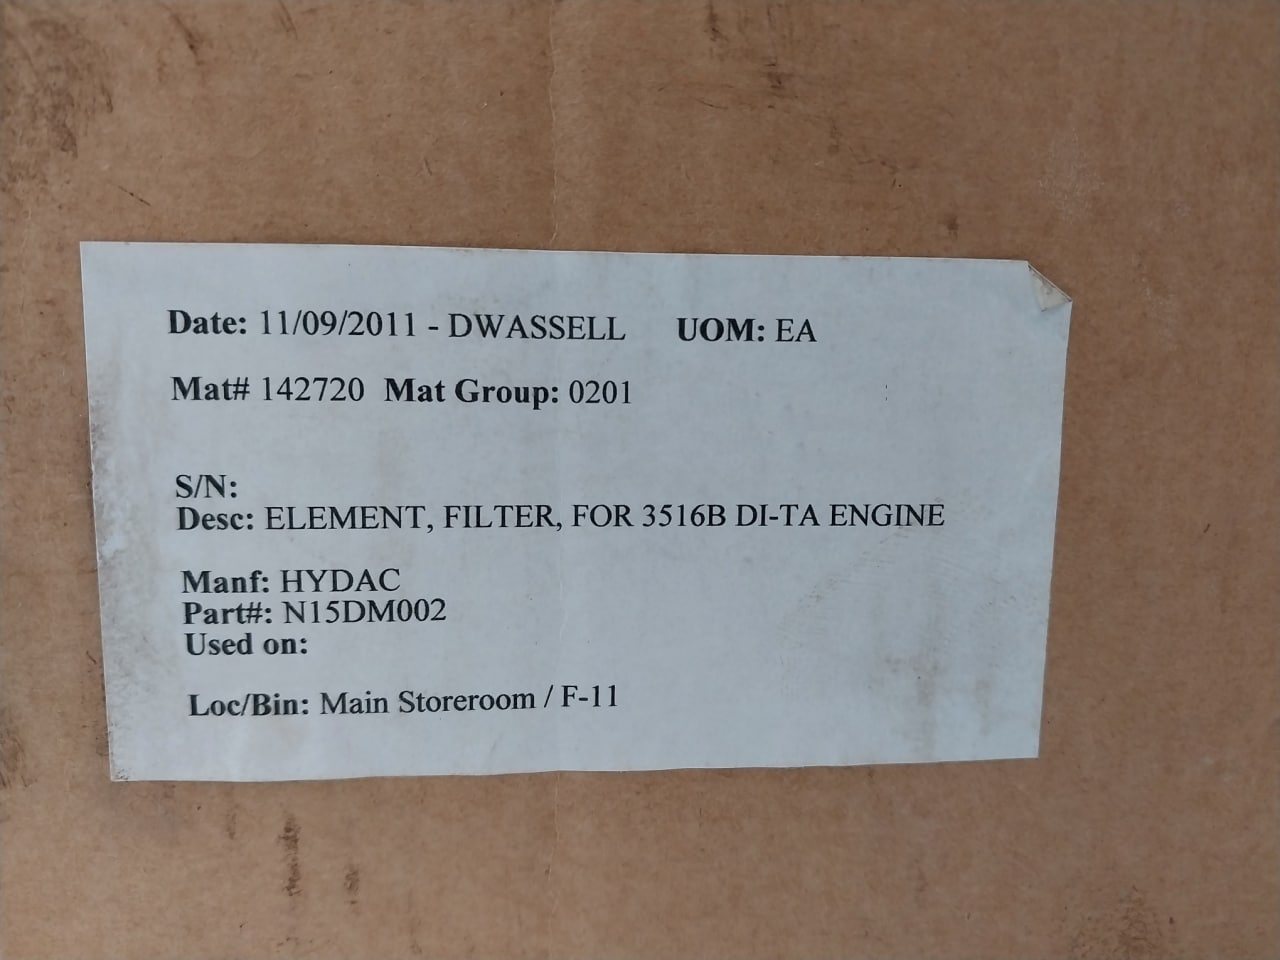 Date: 11/09/2011 - DWASSELL UOM: EA
Mat# 142720 Mat Group: 0201
S/N:
Desc: ELEMENT, FILTER, FOR 3516B DI-TA ENGINE
Manf: HYDAC
Part#: N15DM002
Used on:
Loc/Bin: Main Storeroom / F-11